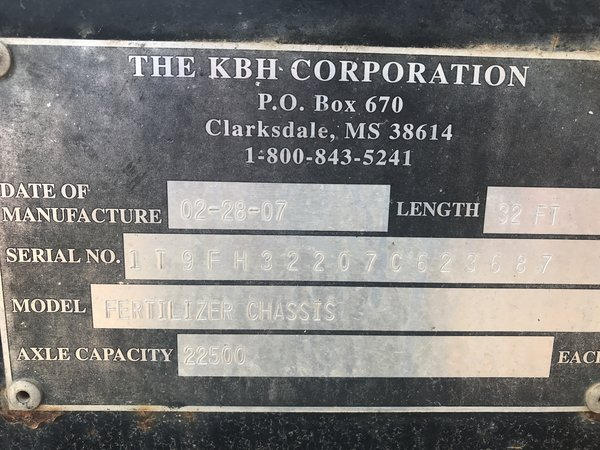 THE KBH CORPORATION
P.O. Box 670
Clarksdale, MS 38614
1-800-843-5241
DATE OF MANUFACTURE 02-28-07 LENGTH 32 FT
SERIAL NO. 1T9FH32207C623687
MODEL FERTILIZER CHASSIS
AXLE CAPACITY 22500 EACH